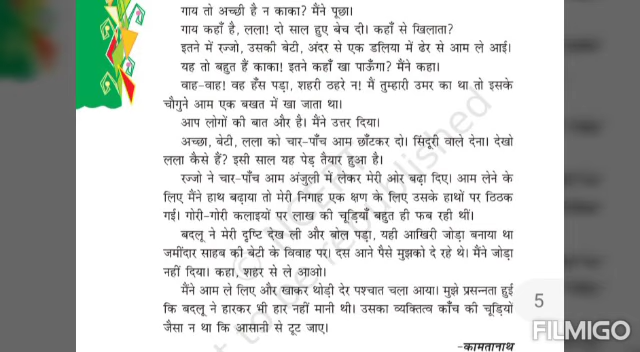 गाय तो अच्छी है न काका? मैंने पूछा।
गाय कहाँ है, लला! दो साल हुए बेच दी। कहाँ से खिलाता?
इतने में रज्जो, उसकी बेटी, अंदर से एक डलिया में ढेर से आम ले आई।
यह तो बहुत हैं काका! इतने कहाँ खा पाऊँगा? मैंने कहा।
वाह-वाह! वह हँस पड़ा, शहरी ठहरे न! मैं तुम्हारी उमर का था तो इसके
चौगुने आम एक बखत में खा जाता था।
आप लोगों की बात और है। मैंने उत्तर दिया।
अच्छा, बेटी, लला को चार-पाँच आम छाँटकर दो। सिंदूरी वाले देना। देखो
लला कैसे हैं? इसी साल यह पेड़ तैयार हुआ है।
रज्जो ने चार-पाँच आम अंजुली में लेकर मेरी ओर बढ़ा दिए। आम लेने के
लिए मैंने हाथ बढ़ाया तो मेरी निगाह एक क्षण के लिए उसके हाथों पर ठिठक
गई। गोरी-गोरी कलाइयों पर लाख की चूड़ियाँ बहुत ही फब रही थीं।
बदलू ने मेरी दृष्टि देख ली और बोल पड़ा, यही आखिरी जोड़ा बनाया था
जमींदार साहब की बेटी के विवाह पर। दस आने पैसे मुझको दे रहे थे। मैंने जोड़ा
नहीं दिया। कहा, शहर से ले आओ।
मैंने आम ले लिए और खाकर थोड़ी देर पश्चात चला आया। मुझे प्रसन्नता हुई
कि बदलू ने हारकर भी हार नहीं मानी थी। उसका व्यक्तित्व काँच की चूड़ियों
जैसा न था कि आसानी से टूट जाए।
-कामतानाथ
5
FILMIGO